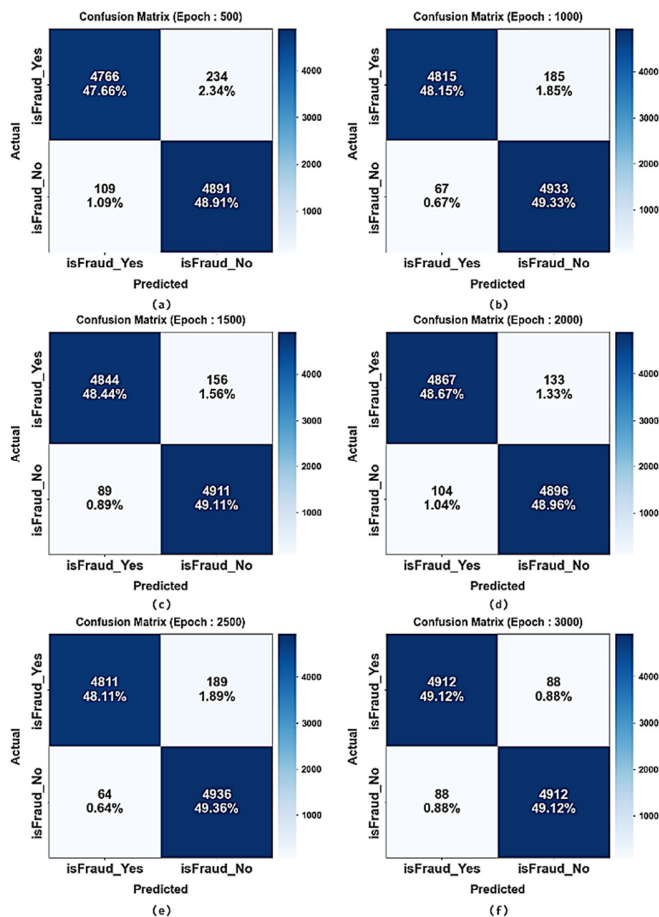 Confusion Matrix (Epoch : 500)
isFraud_Yes
Actual
isFraud_No
4766
47.66%
234
2.34%
109
1.09%
4891
48.91%
4000
3000
2000
1000
isFraud_Yes
isFraud_No
Predicted
(a)
Confusion Matrix (Epoch : 1000)
isFraud_Yes
Actual
isFraud_No
4815
48.15%
185
1.85%
67
0.67%
4933
49.33%
4000
3000
2000
1000
isFraud_Yes
isFraud_No
Predicted
(b)
Confusion Matrix (Epoch : 1500)
isFraud_Yes
Actual
isFraud_No
4844
48.44%
156
1.56%
89
0.89%
4911
49.11%
4000
3000
2000
1000
isFraud_Yes
isFraud_No
Predicted
(c)
Confusion Matrix (Epoch : 2000)
isFraud_Yes
Actual
isFraud_No
4867
48.67%
133
1.33%
104
1.04%
4896
48.96%
4000
3000
2000
1000
isFraud_Yes
isFraud_No
Predicted
(d)
Confusion Matrix (Epoch : 2500)
isFraud_Yes
Actual
isFraud_No
4811
48.11%
189
1.89%
64
0.64%
4936
49.36%
4000
3000
2000
1000
isFraud_Yes
isFraud_No
Predicted
(e)
Confusion Matrix (Epoch : 3000)
isFraud_Yes
Actual
isFraud_No
4912
49.12%
88
0.88%
88
0.88%
4912
49.12%
4000
3000
2000
1000
isFraud_Yes
isFraud_No
Predicted
(f)